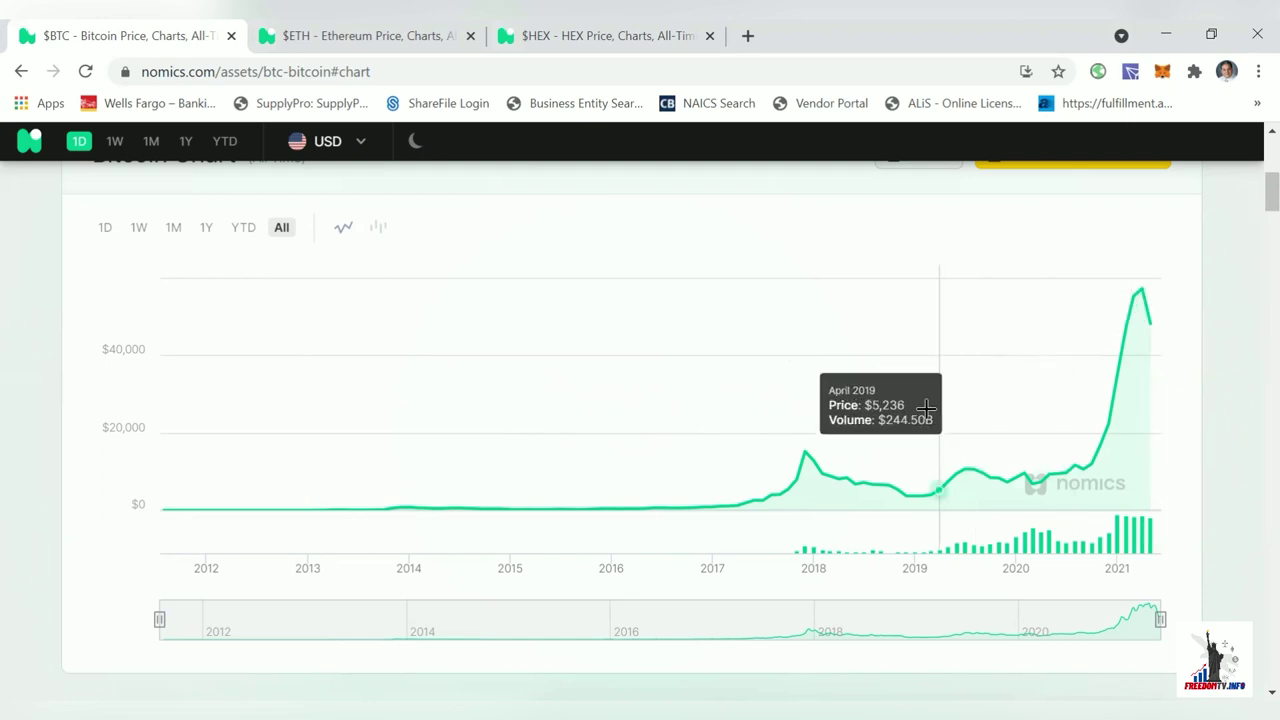 $BTC - Bitcoin Price, Charts, All-T
$ETH - Ethereum Price, Charts, Al
$HEX - HEX Price, Charts, All-Tim
nomics.com/assets/btc-bitcoin#chart
Apps
Wells Fargo – Banki...
SupplyPro: SupplyP...
ShareFile Login
Business Entity Sear...
CB
NAICS Search
Vendor Portal
ALiS - Online Licens...
https://fulfillment.a...
»
1D 1W 1M 1Y YTD
USD
1D 1W 1M 1Y YTD All
$40,000
$20,000
$0
April 2019
Price: $5,236
Volume: $244.50B
nomics
2012 2013 2014 2015 2016 2017 2018 2019 2020 2021
2012 2014 2016 2018 2020
FREEDOMTV.INFO